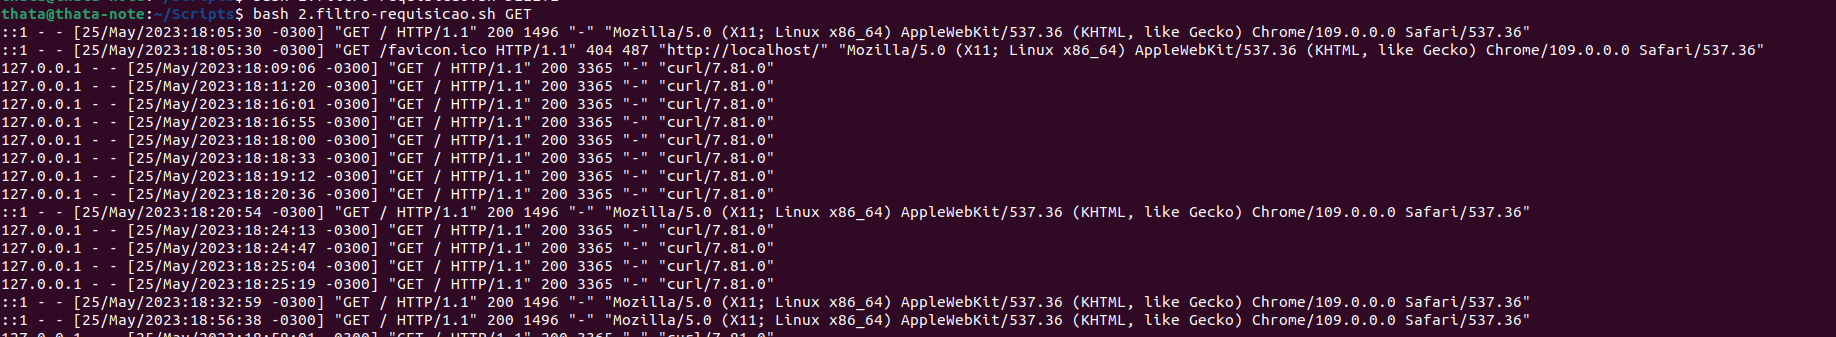 thata@thata-note:~/Scripts$ bash 2.filtro-requisicao.sh GET
::1 - - [25/May/2023:18:05:30 -0300] "GET / HTTP/1.1" 200 1496 "-" "Mozilla/5.0 (X11; Linux x86_64) AppleWebKit/537.36 (KHTML, like Gecko) Chrome/109.0.0.0 Safari/537.36"
::1 - - [25/May/2023:18:05:30 -0300] "GET /favicon.ico HTTP/1.1" 404 487 "http://localhost/" "Mozilla/5.0 (X11; Linux x86_64) AppleWebKit/537.36 (KHTML, like Gecko) Chrome/109.0.0.0 Safari/537.36"
127.0.0.1 - - [25/May/2023:18:09:06 -0300] "GET / HTTP/1.1" 200 3365 "-" "curl/7.81.0"
127.0.0.1 - - [25/May/2023:18:11:20 -0300] "GET / HTTP/1.1" 200 3365 "-" "curl/7.81.0"
127.0.0.1 - - [25/May/2023:18:16:01 -0300] "GET / HTTP/1.1" 200 3365 "-" "curl/7.81.0"
127.0.0.1 - - [25/May/2023:18:16:55 -0300] "GET / HTTP/1.1" 200 3365 "-" "curl/7.81.0"
127.0.0.1 - - [25/May/2023:18:18:00 -0300] "GET / HTTP/1.1" 200 3365 "-" "curl/7.81.0"
127.0.0.1 - - [25/May/2023:18:18:33 -0300] "GET / HTTP/1.1" 200 3365 "-" "curl/7.81.0"
127.0.0.1 - - [25/May/2023:18:19:12 -0300] "GET / HTTP/1.1" 200 3365 "-" "curl/7.81.0"
127.0.0.1 - - [25/May/2023:18:20:36 -0300] "GET / HTTP/1.1" 200 3365 "-" "curl/7.81.0"
::1 - - [25/May/2023:18:20:54 -0300] "GET / HTTP/1.1" 200 1496 "-" "Mozilla/5.0 (X11; Linux x86_64) AppleWebKit/537.36 (KHTML, like Gecko) Chrome/109.0.0.0 Safari/537.36"
127.0.0.1 - - [25/May/2023:18:24:13 -0300] "GET / HTTP/1.1" 200 3365 "-" "curl/7.81.0"
127.0.0.1 - - [25/May/2023:18:24:47 -0300] "GET / HTTP/1.1" 200 3365 "-" "curl/7.81.0"
127.0.0.1 - - [25/May/2023:18:25:04 -0300] "GET / HTTP/1.1" 200 3365 "-" "curl/7.81.0"
127.0.0.1 - - [25/May/2023:18:25:19 -0300] "GET / HTTP/1.1" 200 3365 "-" "curl/7.81.0"
::1 - - [25/May/2023:18:32:59 -0300] "GET / HTTP/1.1" 200 1496 "-" "Mozilla/5.0 (X11; Linux x86_64) AppleWebKit/537.36 (KHTML, like Gecko) Chrome/109.0.0.0 Safari/537.36"
::1 - - [25/May/2023:18:56:38 -0300] "GET / HTTP/1.1" 200 1496 "-" "Mozilla/5.0 (X11; Linux x86_64) AppleWebKit/537.36 (KHTML, like Gecko) Chrome/109.0.0.0 Safari/537.36"